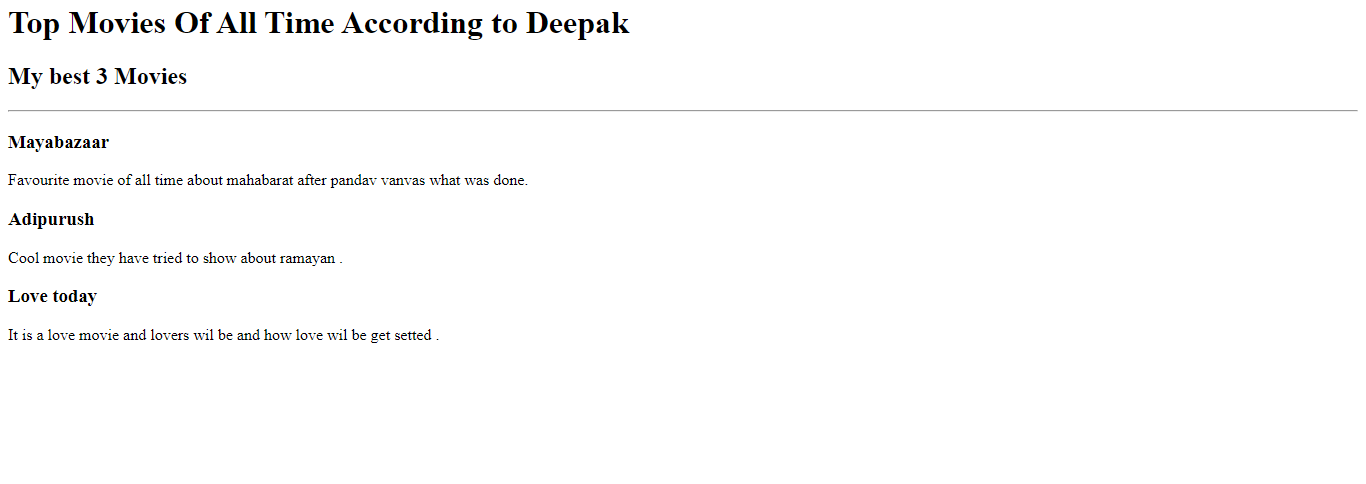 Top Movies Of All Time According to Deepak
My best 3 Movies
Mayabazaar
Favourite movie of all time about mahabarat after pandav vanvas what was done.
Adipurush
Cool movie they have tried to show about ramayan .
Love today
It is a love movie and lovers wil be and how love wil be get setted .